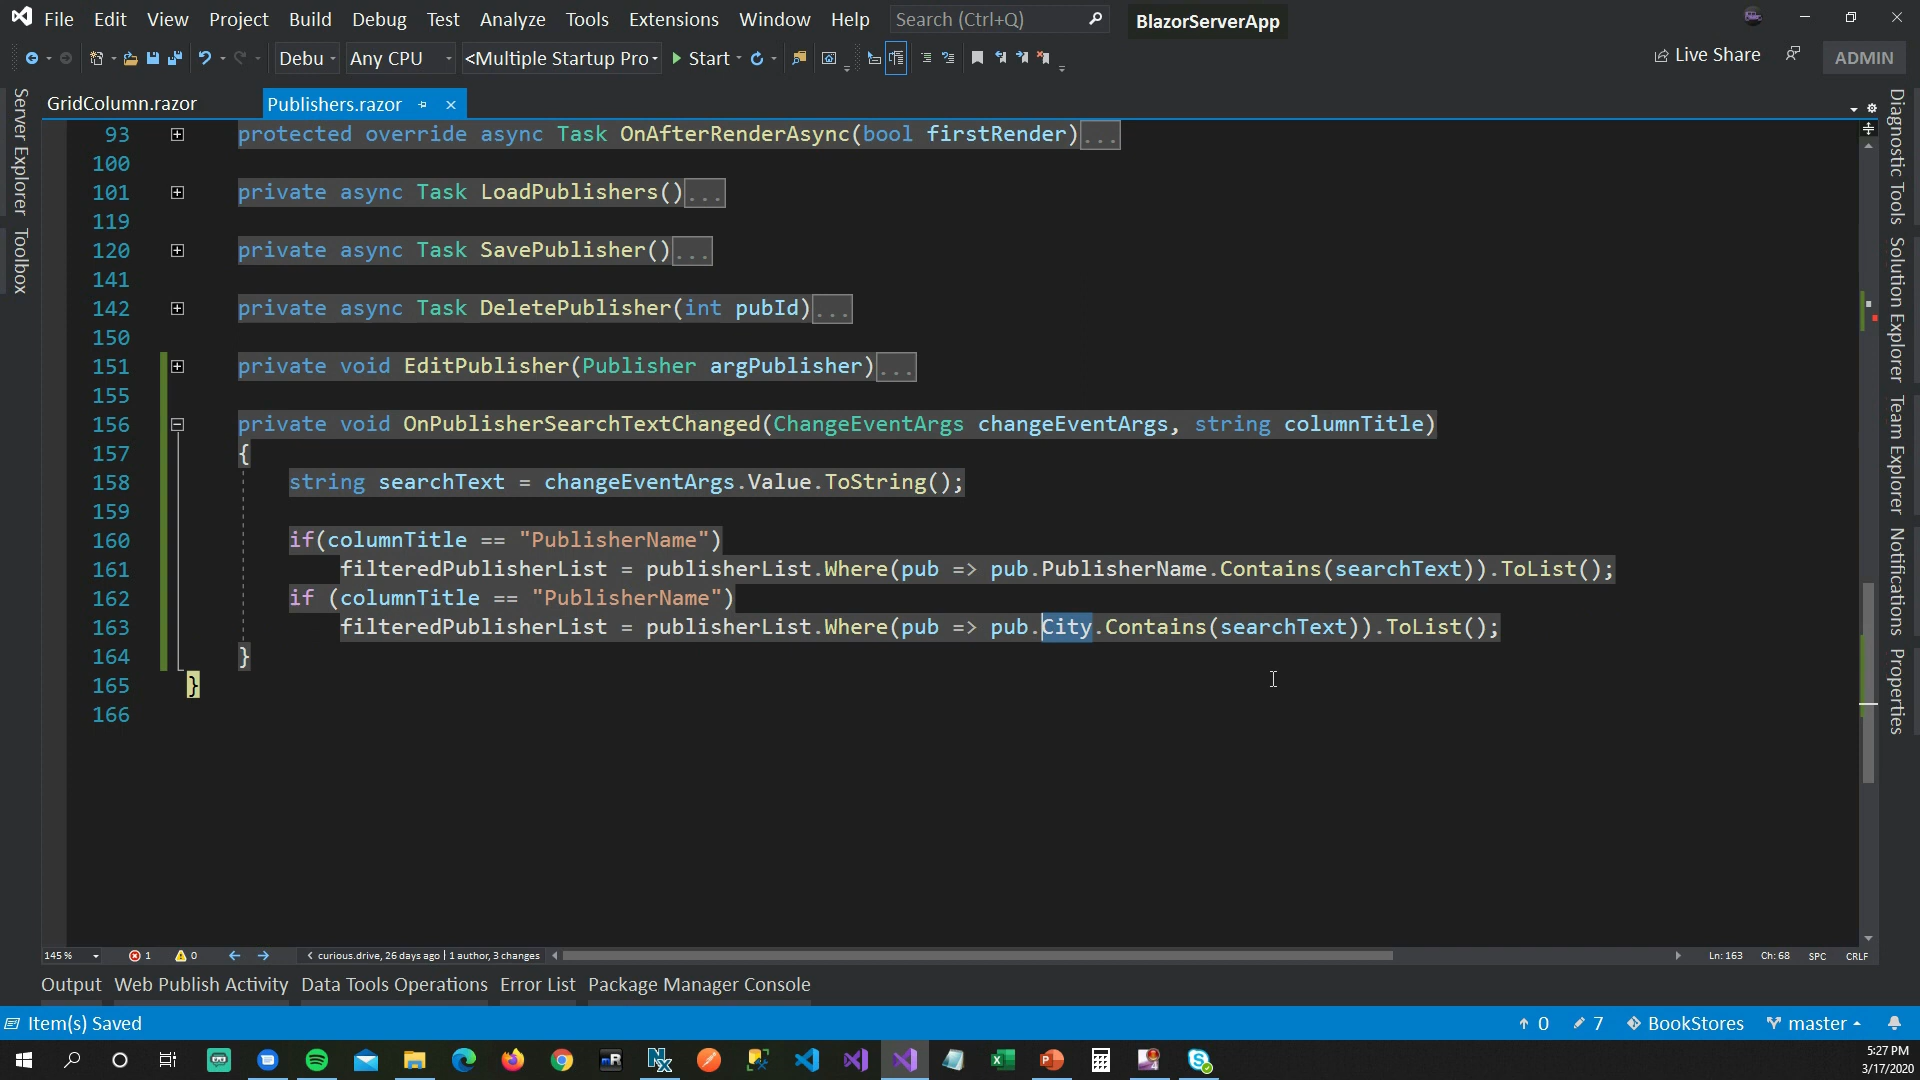 File Edit View Project Build Debug Test Analyze Tools Extensions Window Help Search (Ctrl+Q) BlazorServerApp
Debu Any CPU <Multiple Startup Pro Start Live Share ADMIN
Server Explorer
Toolbox
GridColumn.razor Publishers.razor
93 protected override async Task OnAfterRenderAsync(bool firstRender)...
100
101 private async Task LoadPublishers()...
119
120 private async Task SavePublisher()...
141
142 private async Task DeletePublisher(int pubId)...
150
151 private void EditPublisher(Publisher argPublisher)...
155
156 private void OnPublisherSearchTextChanged(ChangeEventArgs changeEventArgs, string columnTitle)
157 {
158 string searchText = changeEventArgs.Value.ToString();
159
160 if(columnTitle == "PublisherName")
161 filteredPublisherList = publisherList.Where(pub => pub.PublisherName.Contains(searchText)).ToList();
162 if (columnTitle == "PublisherName")
163 filteredPublisherList = publisherList.Where(pub => pub.City.Contains(searchText)).ToList();
164 }
165 }
166
Diagnostic Tools
Solution Explorer
Team Explorer
Notifications
Properties
145 % 1 0 curious.drive, 26 days ago | 1 author, 3 changes Ln: 163 Ch: 68 SPC CRLF
Output Web Publish Activity Data Tools Operations Error List Package Manager Console
Item(s) Saved 0 7 BookStores master
5:27 PM
3/17/2020